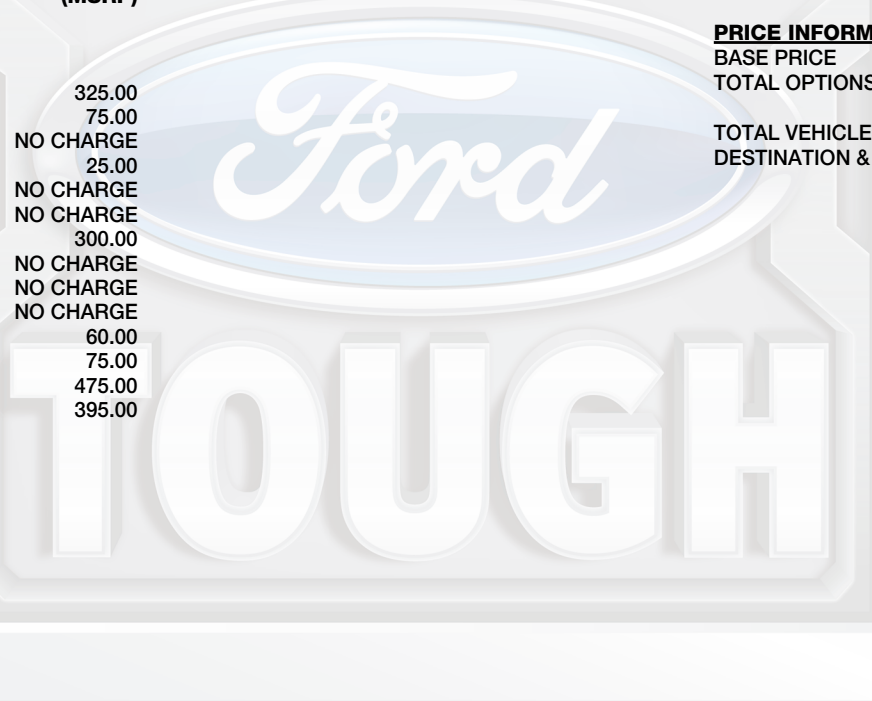 (MSRP)
325.00
75.00
NO CHARGE
25.00
NO CHARGE
NO CHARGE
300.00
NO CHARGE
NO CHARGE
NO CHARGE
60.00
75.00
475.00
395.00
PRICE INFORM
BASE PRICE
TOTAL OPTIONS
TOTAL VEHICLE
DESTINATION &
Ford
TOUGH